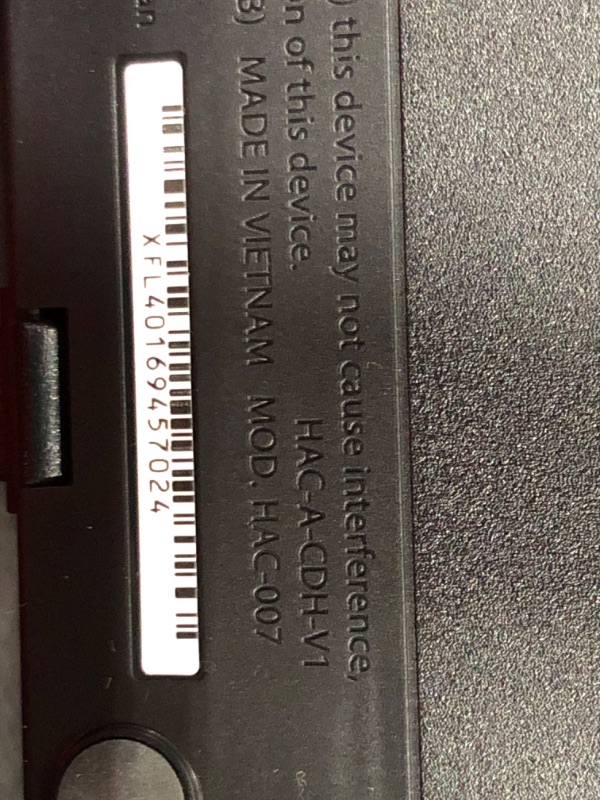 ) this device may not cause interference,
n of this device.
HAC-A-CDH-V1
B) MADE IN VIETNAM MOD. HAC-007
an.
XFL40169457024